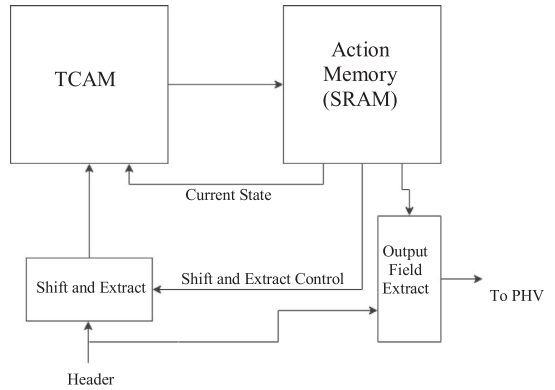 TCAM
Action
Memory
(SRAM)
Current State
Shift and Extract
Shift and Extract Control
Output
Field
Extract
To PHV
Header